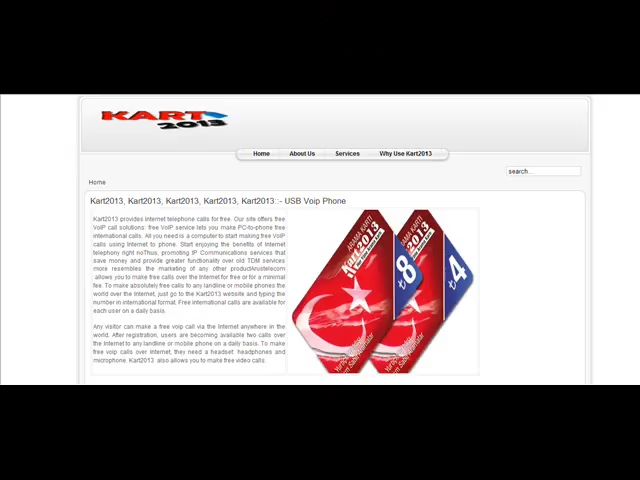 KART
2013
Home About Us Services Why Use Kart2013
search...
Home
Kart2013, Kart2013, Kart2013, Kart2013, Kart2013::- USB Voip Phone
Kart2013 provides Internet telephone calls for free. Our site offers free
VoIP call solutions: free VoIP service lets you make PC-to-phone free
international calls. All you need is a computer to start making free VoIP
calls using Internet to phone. Start enjoying the benefits of Internet
telephony right noThus, promoting IP Communications services that
save money and provide greater functionality over old TDM services
more resembles the marketing of any other productArustelecom
allows you to make free calls over the Internet for free or for a minimal
fee. To make absolutely free calls to any landline or mobile phones the
world over the Internet, just go to the Kart2013 website and typing the
number in international format. Free international calls are available for
each user on a daily basis
Any visitor can make a free voip call via the Internet anywhere in the
world. After registration, users are becoming available two calls over
the Internet to any landline or mobile phone on a daily basis. To make
free voip calls over Internet, they need a headset: headphones and
microphone. Kart2013 also allows you to make free video calls.
ARAMA KARTI
Kart2013
₺8
ARAMA KARTI
2013
₺4